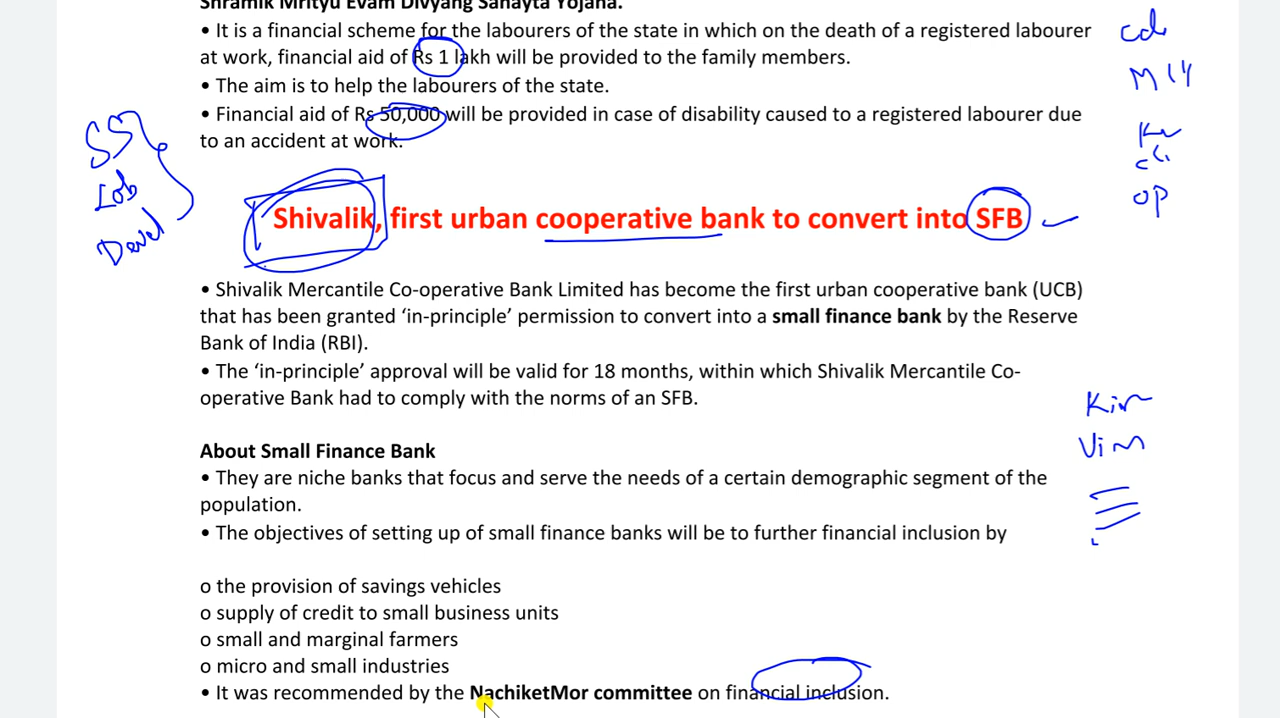 Shramik Mrityu Evam Divyang Sahayta Yojana.
• It is a financial scheme for the labourers of the state in which on the death of a registered labourer
at work, financial aid of Rs 1 lakh will be provided to the family members.
• The aim is to help the labourers of the state.
• Financial aid of Rs 50,000 will be provided in case of disability caused to a registered labourer due
to an accident at work.
Shivalik, first urban cooperative bank to convert into SFB
• Shivalik Mercantile Co-operative Bank Limited has become the first urban cooperative bank (UCB)
that has been granted ‘in-principle’ permission to convert into a small finance bank by the Reserve
Bank of India (RBI).
• The ‘in-principle’ approval will be valid for 18 months, within which Shivalik Mercantile Co-
operative Bank had to comply with the norms of an SFB.
About Small Finance Bank
• They are niche banks that focus and serve the needs of a certain demographic segment of the
population.
• The objectives of setting up of small finance banks will be to further financial inclusion by
o the provision of savings vehicles
o supply of credit to small business units
o small and marginal farmers
o micro and small industries
• It was recommended by the NachiketMor committee on financial inclusion.
OP